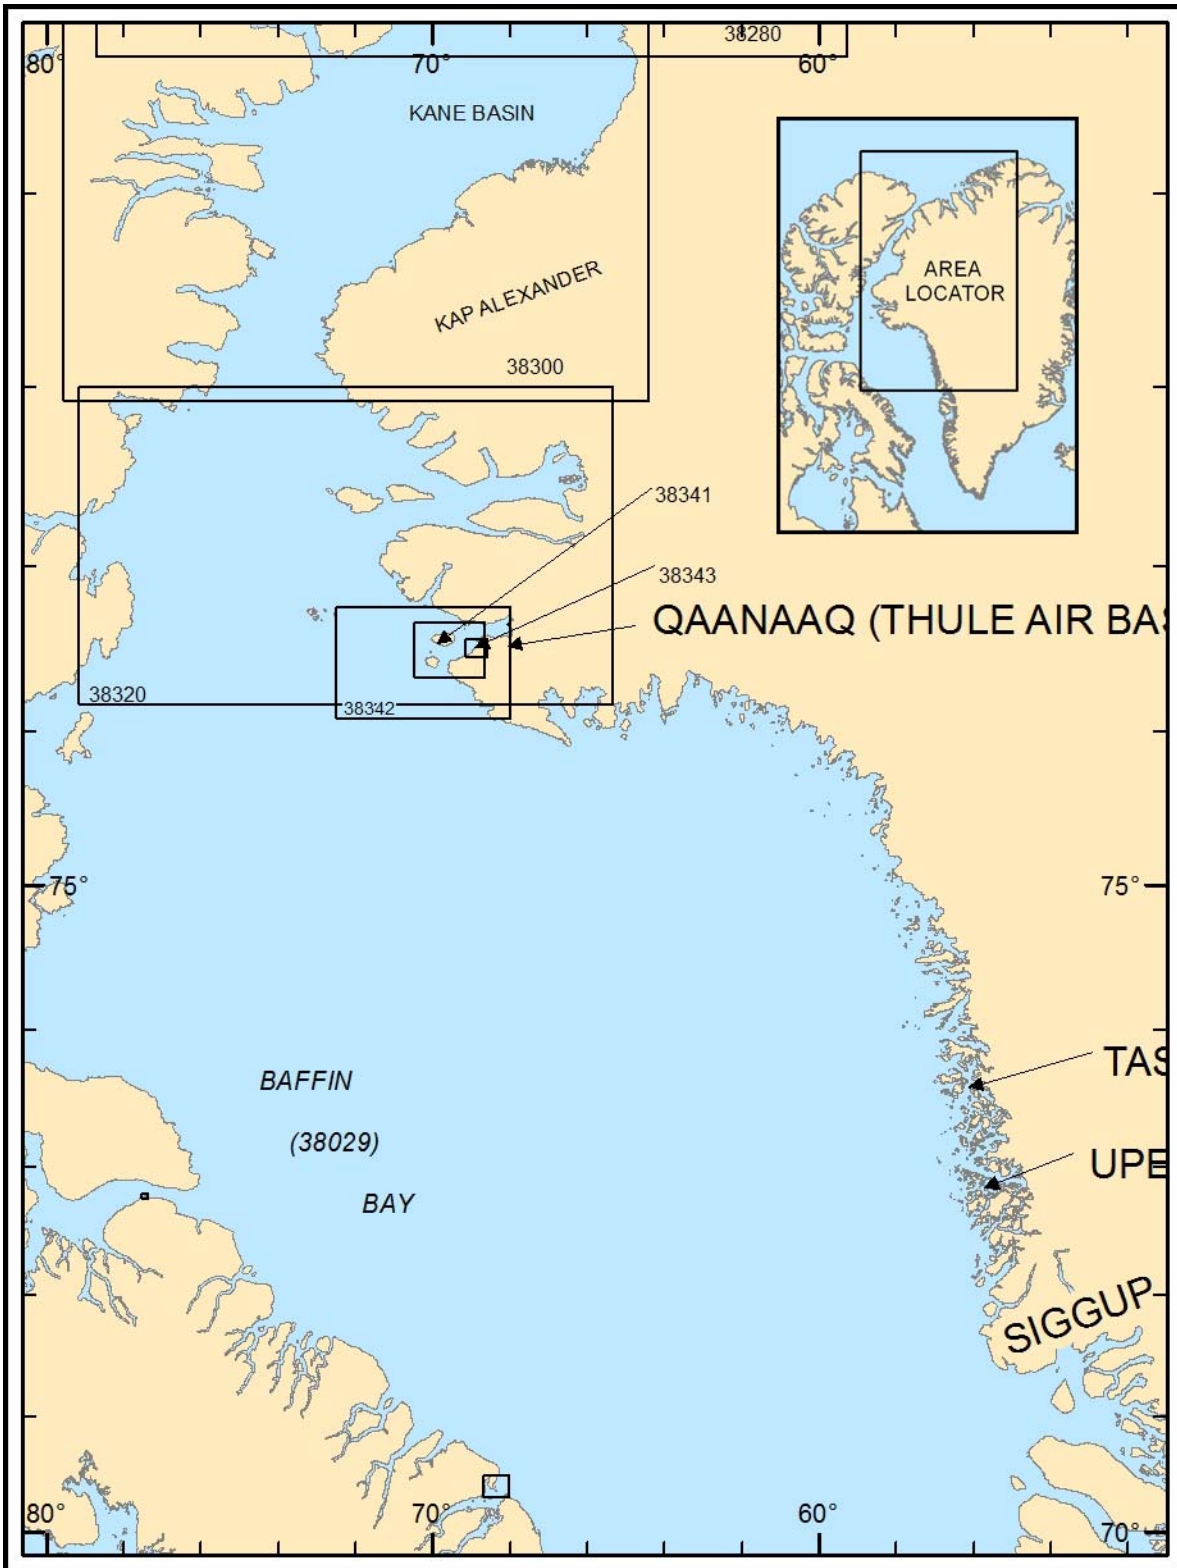 38280
80°
70°
60°
KANE BASIN
AREA
LOCATOR
KAP ALEXANDER
38300
38341
38343
QAANAAQ (THULE AIR BAS
38320
38342
75°
75°
TAS
BAFFIN
(38029)
UPE
BAY
SIGGUP
80°
70°
60°
70°